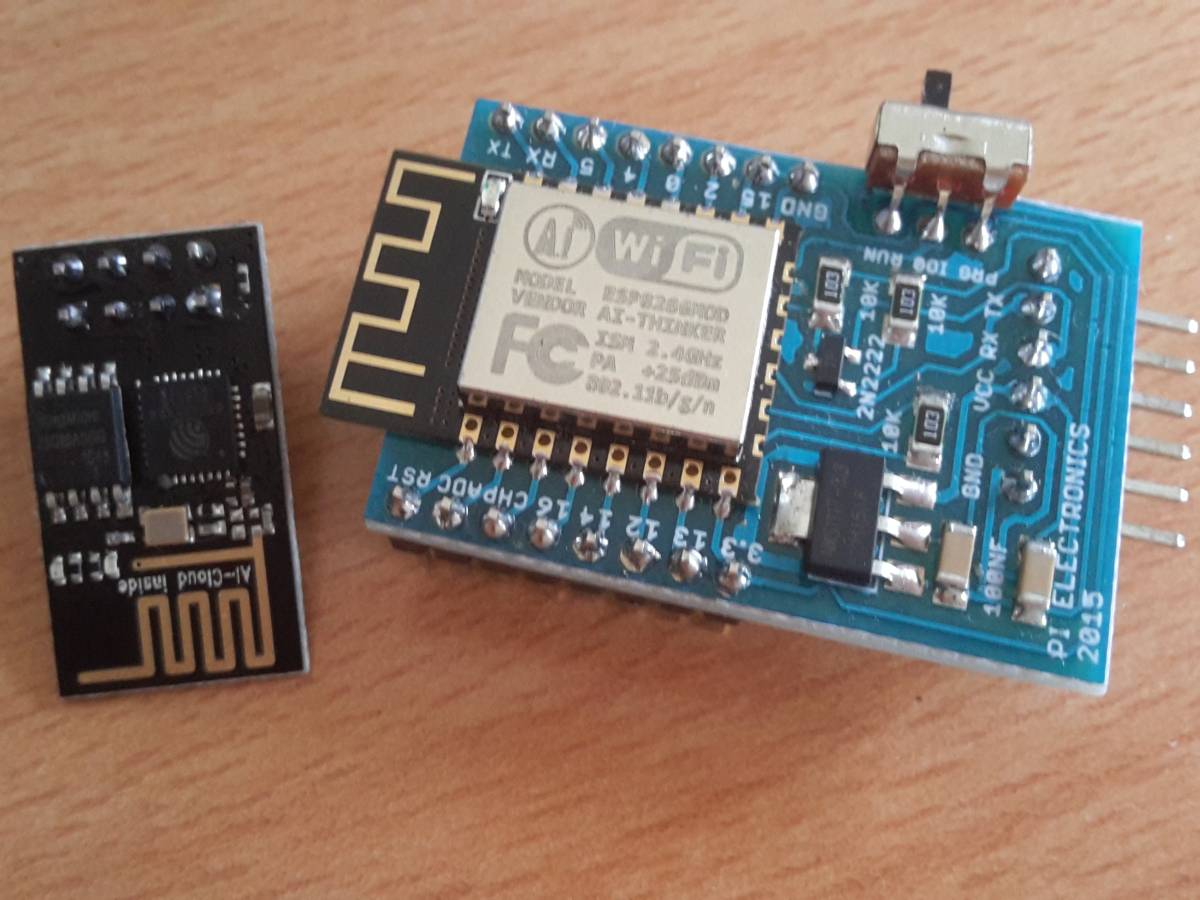 Ai-Cloud inside
TX
RX
5
4
0
2
15
GND
Ai
WiFi
MODEL ESP8266MOD
VENDOR AI-THINKER
FC
ISM 2.4GHz
PA +25dBm
802.11b/g/n
RST
ADC
CHP
16
14
12
13
3.3
RUN
IO0
PRG
103
10K
103
10K
2N2222
10K
103
TX
RX
VCC
GND
100NF
PI ELECTRONICS
2015